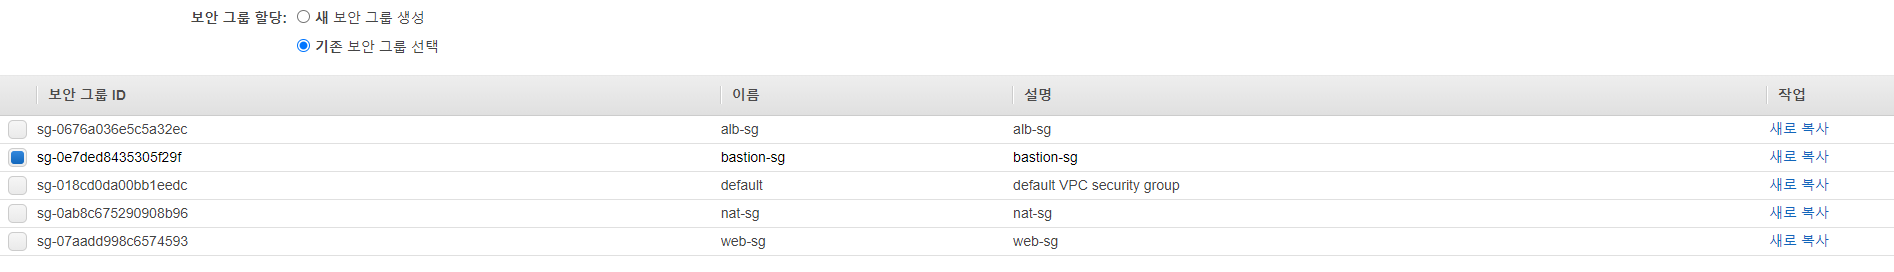 보안 그룹 할당: 새 보안 그룹 생성
기존 보안 그룹 선택
보안 그룹 ID 이름 설명 작업
sg-0676a036e5c5a32ec alb-sg alb-sg 새로 복사
sg-0e7ded8435305f29f bastion-sg bastion-sg 새로 복사
sg-018cd0da00bb1eedc default default VPC security group 새로 복사
sg-0ab8c675290908b96 nat-sg nat-sg 새로 복사
sg-07aadd998c6574593 web-sg web-sg 새로 복사